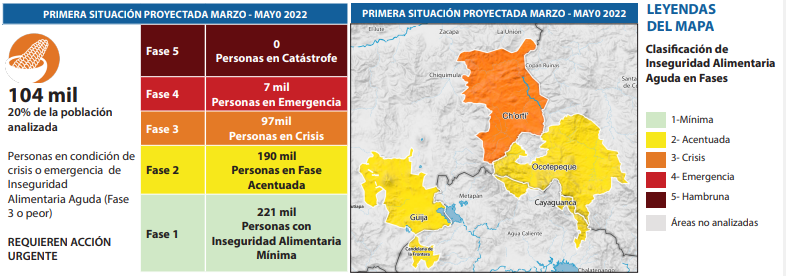 PRIMERA SITUACIÓN PROYECTADA MARZO - MAYO 2022
104 mil
20% de la población
analizada
Personas en condición de
crisis o emergencia de
Inseguridad
Alimentaria Aguda (Fase
3 o peor)
REQUIEREN ACCIÓN
URGENTE
Fase 5
0
Personas en Catástrofe
Fase 4
7 mil
Personas en Emergencia
Fase 3
97mil
Personas en Crisis
Fase 2
190 mil
Personas en Fase
Acentuada
Fase 1
221 mil
Personas con
Inseguridad Alimentaria
Mínima
PRIMERA SITUACIÓN PROYECTADA MARZO - MAYO 2022
Zacapa
La Union
Copán Ruinas
Chiquimula
Santa
de C
Ch'orti'
Ocotepeque
Cayaguanca
Metapán
Güija
Agua Caliente
Candelaria de
la Frontera
Chalatenango
LEYENDAS
DEL MAPA
Clasificación de
Inseguridad Alimentaria
Aguda en Fases
1-Mínima
2- Acentuada
3- Crisis
4- Emergencia
5- Hambruna
Áreas no analizadas